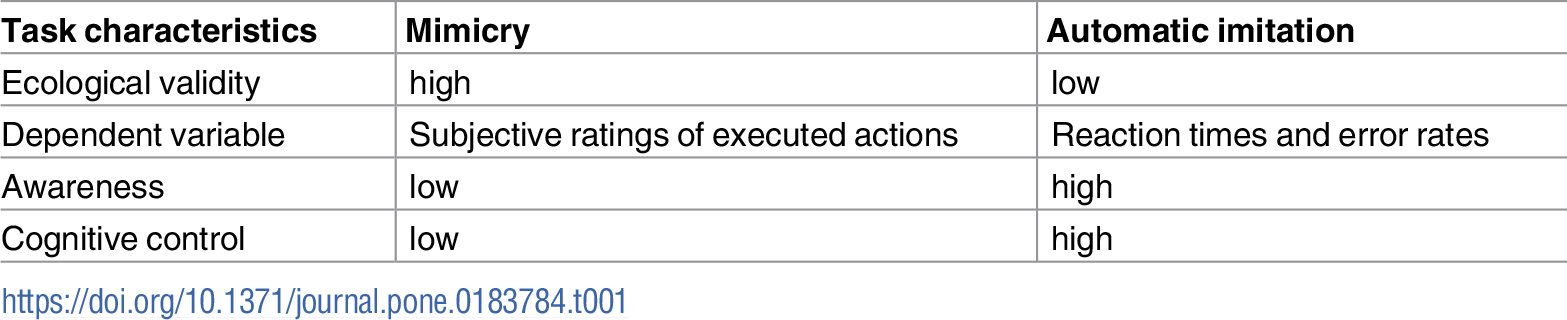 Task characteristics Mimicry Automatic imitation
Ecological validity high low
Dependent variable Subjective ratings of executed actions Reaction times and error rates
Awareness low high
Cognitive control low high
https://doi.org/10.1371/journal.pone.0183784.t001